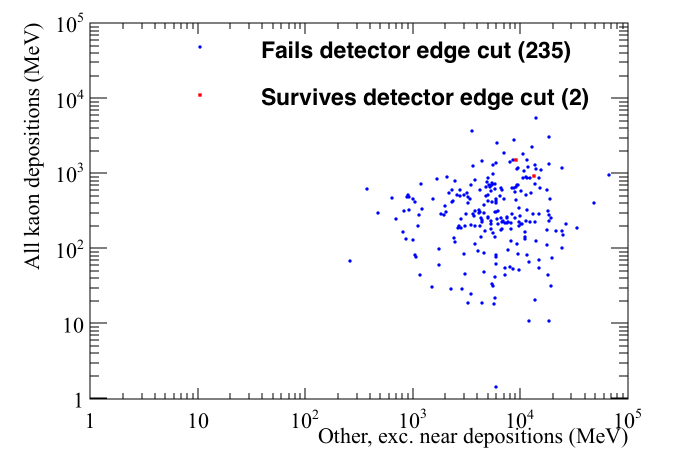 10^5
Fails detector edge cut (235)
10^4
Survives detector edge cut (2)
10^3
10^2
10
1
All kaon depositions (MeV)
1 10 10^2 10^3 10^4 10^5
Other, exc. near depositions (MeV)